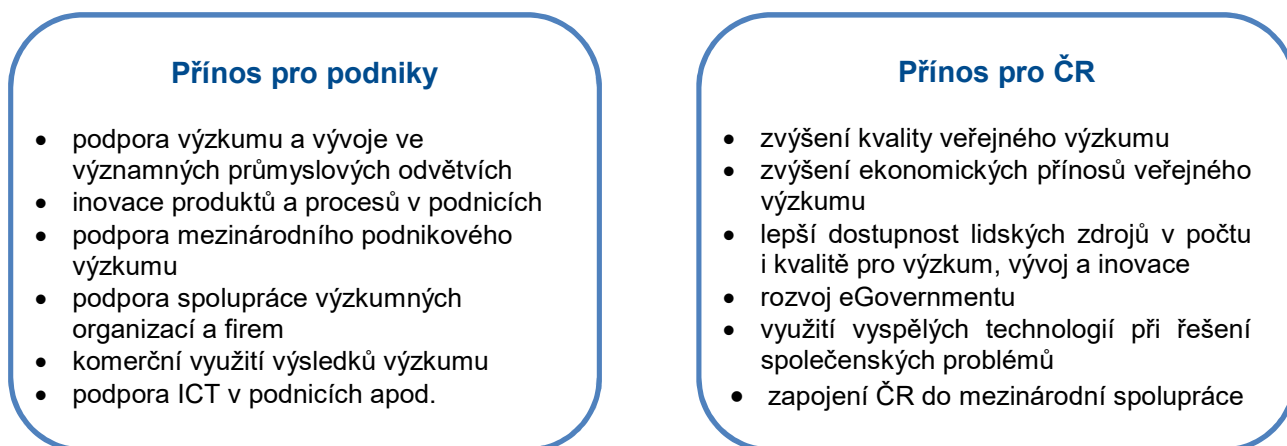 Přínos pro podniky
• podpora výzkumu a vývoje ve
významných průmyslových odvětvích
• inovace produktů a procesů v podnicích
• podpora mezinárodního podnikového
výzkumu
• podpora spolupráce výzkumných
organizací a firem
• komerční využití výsledků výzkumu
• podpora ICT v podnicích apod.
Přínos pro ČR
• zvýšení kvality veřejného výzkumu
• zvýšení ekonomických přínosů veřejného
výzkumu
• lepší dostupnost lidských zdrojů v počtu
i kvalitě pro výzkum, vývoj a inovace
• rozvoj eGovernmentu
• využití vyspělých technologií při řešení
společenských problémů
• zapojení ČR do mezinárodní spolupráce